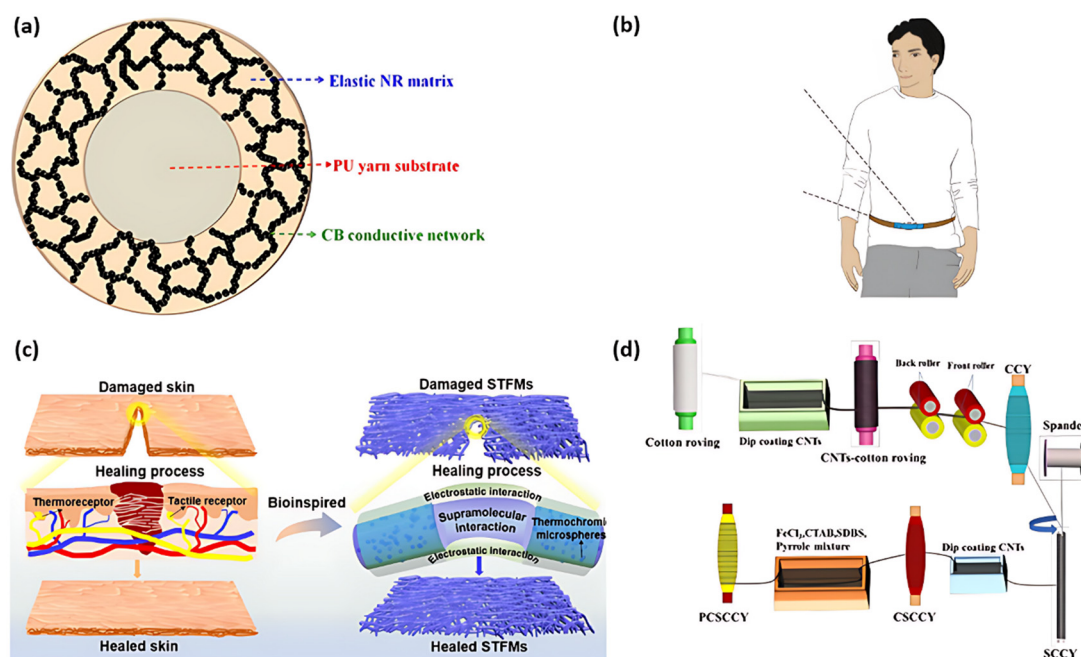 (a)
Elastic NR matrix
PU yarn substrate
CB conductive network
(b)
(c)
Damaged skin
Healing process
Thermoreceptor
Tactile receptor
Healed skin
Bioinspired
Damaged STFMs
Healing process
Electrostatic interaction
Supramolecular
interaction
Thermochromic
microspheres
Electrostatic interaction
Healed STFMs
(d)
Cotton roving
Dip coating CNTs
CNTs-cotton roving
Back roller
Front roller
CCY
Spande
SCCY
Dip coating CNTs
CSCCY
FeCl3,CTAB,SDBS,
Pyrrole mixture
PCSCCY